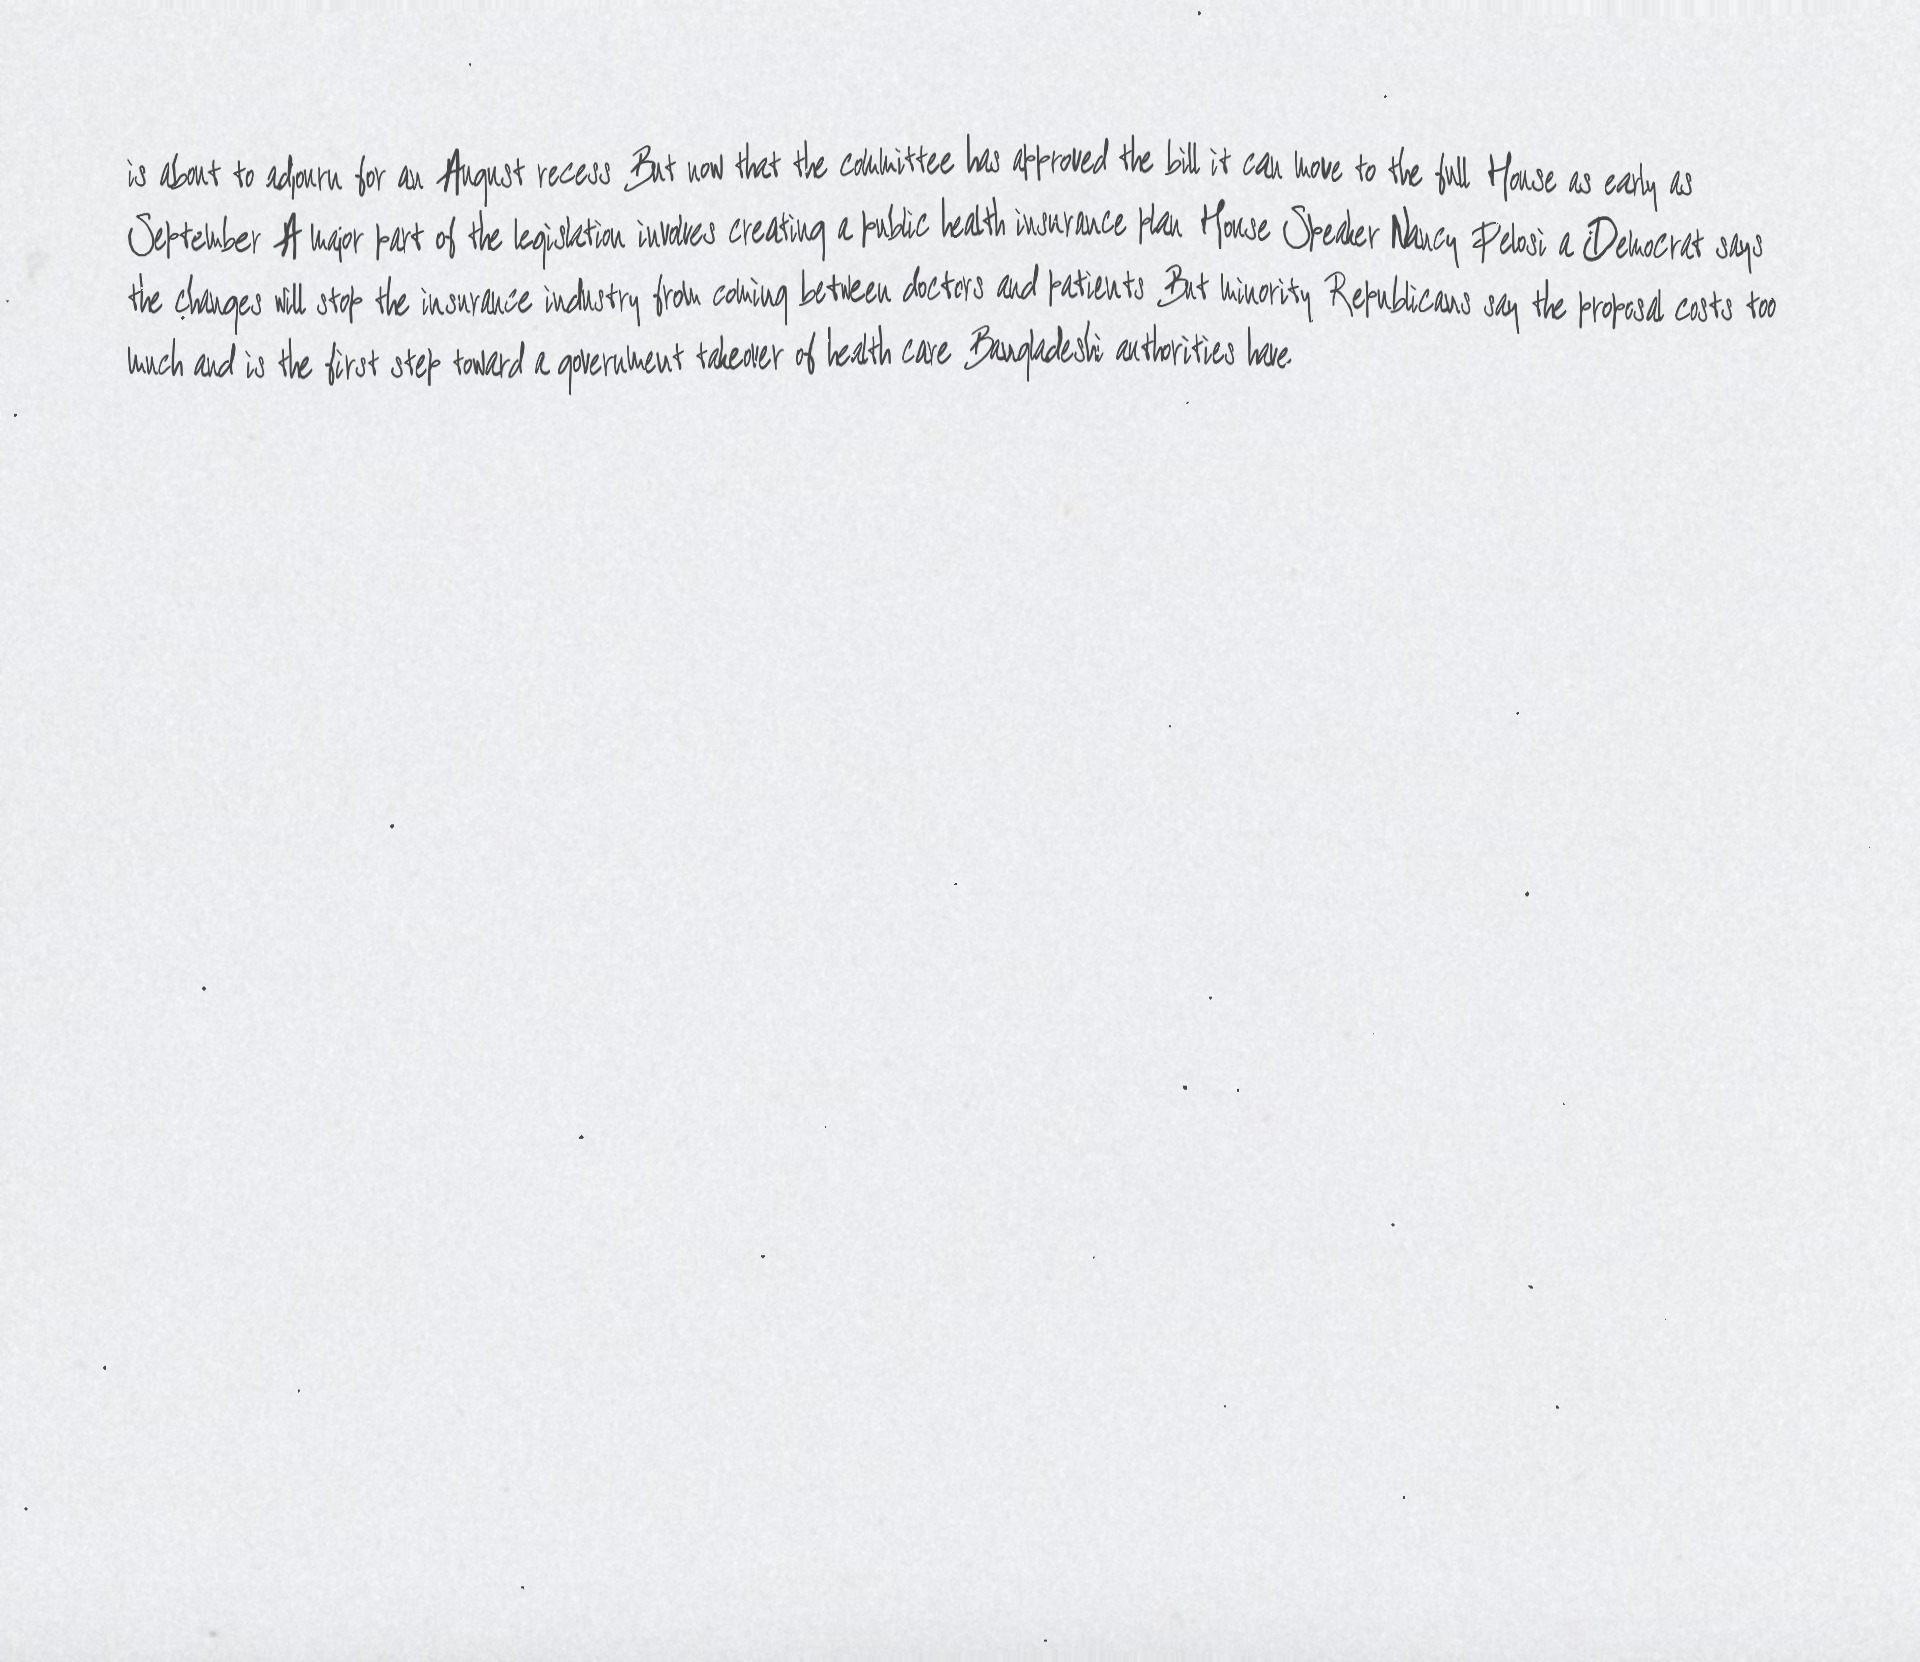 is about to adjourn for an August recess But now that the committee has approved the bill it can move to the full House as early as
September A major part of the legislation involves creating a public health insurance plan House Speaker Nancy Pelosi a Democrat says
the changes will stop the insurance industry from coming between doctors and patients But minority Republicans say the proposal costs too
much and is the first step toward a government takeover of health care Bangladeshi authorities have